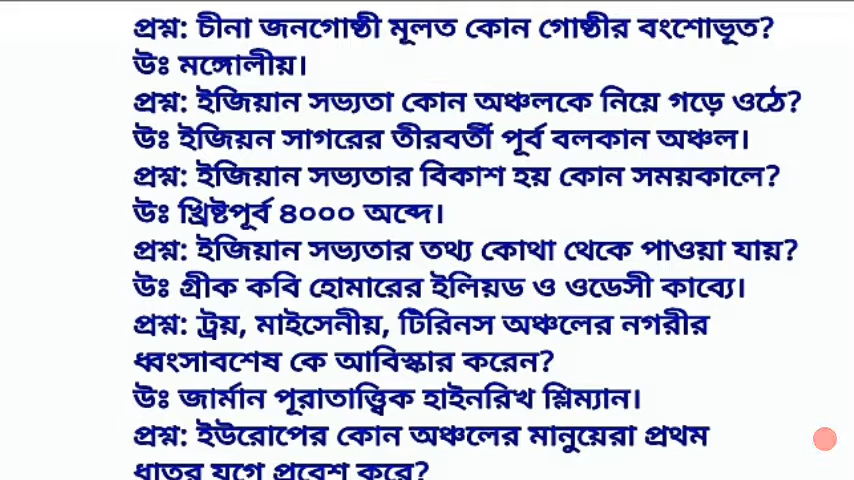 প্রশ্ন: চীনা জনগোষ্ঠী মূলত কোন গোষ্ঠীর বংশোভূত?
উঃ মঙ্গোলীয়।
প্রশ্ন: ইজিয়ান সভ্যতা কোন অঞ্চলকে নিয়ে গড়ে ওঠে?
উঃ ইজিয়ন সাগরের তীরবর্তী পূর্ব বলকান অঞ্চল।
প্রশ্ন: ইজিয়ান সভ্যতার বিকাশ হয় কোন সময়কালে?
উঃ খ্রিষ্টপূর্ব ৪০০০ অব্দে।
প্রশ্ন: ইজিয়ান সভ্যতার তথ্য কোথা থেকে পাওয়া যায়?
উঃ গ্রীক কবি হোমারের ইলিয়ড ও ওডেসী কাব্যে।
প্রশ্ন: ট্রয়, মাইসেনীয়, টিরিনস অঞ্চলের নগরীর
ধ্বংসাবশেষ কে আবিস্কার করেন?
উঃ জার্মান পূরাতাত্ত্বিক হাইনরিখ শ্লিম্যান।
প্রশ্ন: ইউরোপের কোন অঞ্চলের মানুয়েরা প্রথম
ধাতুর যুগে প্রবেশ করে?